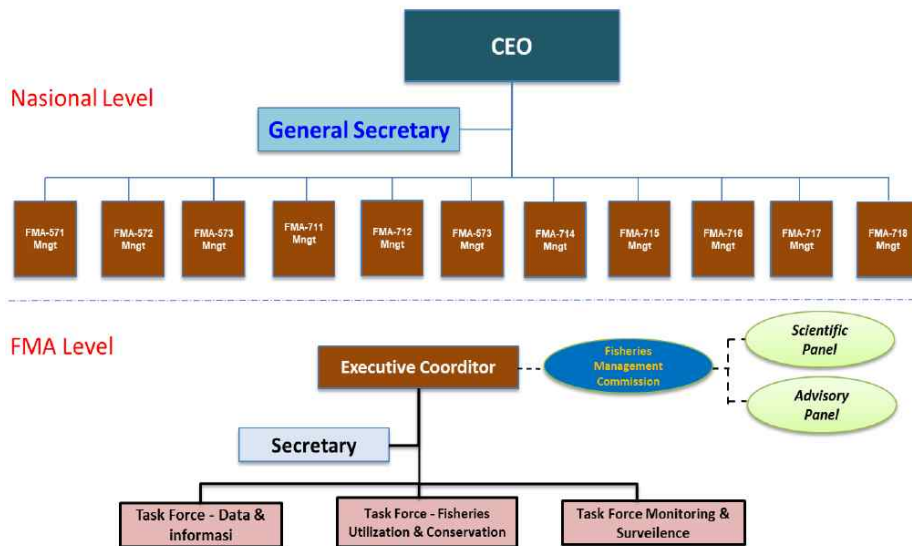 CEO
Nasional Level
General Secretary
FMA-571
Mngt
FMA-572
Mngt
FMA-573
Mngt
FMA-711
Mngt
FMA-712
Mngt
FMA-573
Mngt
FMA-714
Mngt
FMA-715
Mngt
FMA-716
Mngt
FMA-717
Mngt
FMA-718
Mngt
FMA Level
Executive Coorditor
Fisheries
Management
Commission
Scientific
Panel
Advisory
Panel
Secretary
Task Force - Data &
informasi
Task Force - Fisheries
Utilization & Conservation
Task Force Monitoring &
Surveilence